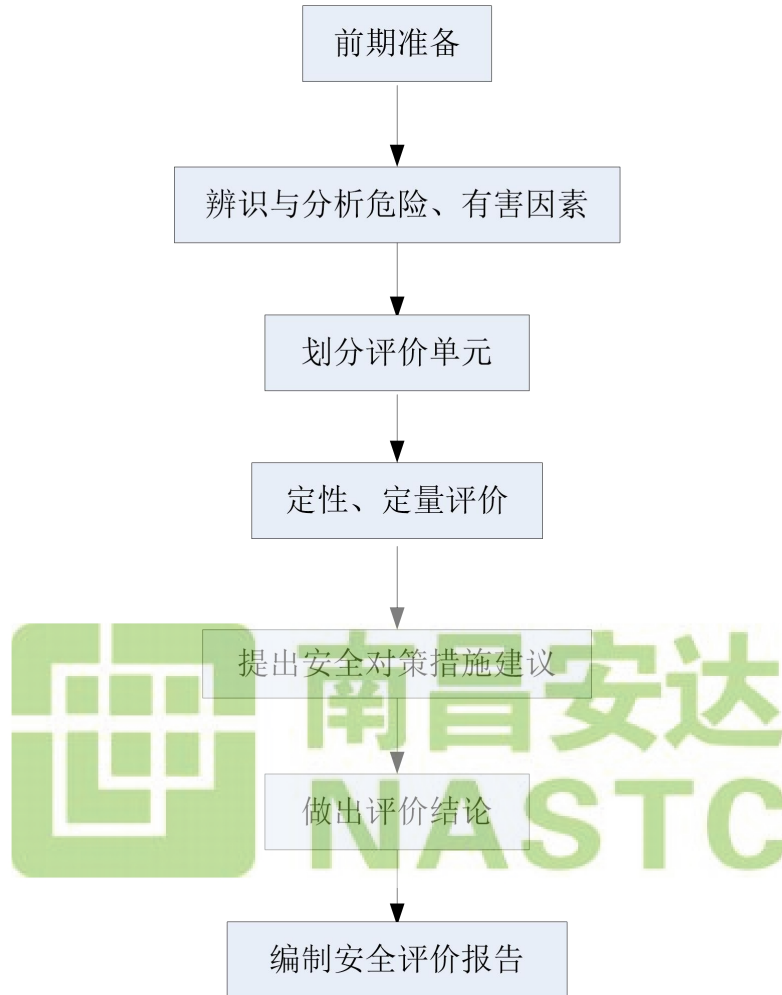 前期准备
辨识与分析危险、有害因素
划分评价单元
定性、定量评价
提出安全对策措施建议
南昌安达
做出评价结论
NASTC
编制安全评价报告